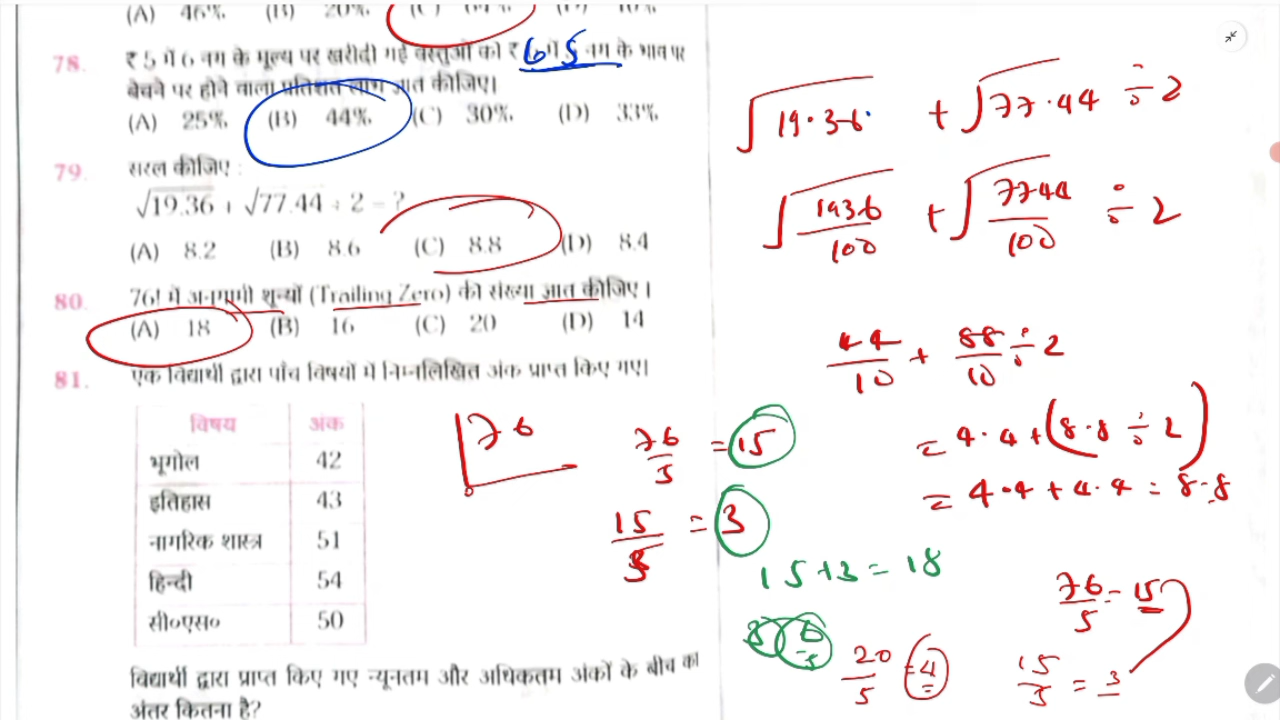 (A) 46% (B) 20%
78. ₹ 5 में 6 नग के मूल्य पर खरीदी गई वस्तुओं को ₹ 6 में 5 नग के भाव पर
बेचने पर होने वाला प्रतिशत लाभ ज्ञात कीजिए।
(A) 25% (B) 44% (C) 30% (D) 33%
79. सरल कीजिए :
√19.36 + √77.44 ÷ 2 = ?
(A) 8.2 (B) 8.6 (C) 8.8 (D) 8.4
80. 76! में अनुगामी शून्यों (Trailing Zero) की संख्या ज्ञात कीजिए।
(A) 18 (B) 16 (C) 20 (D) 14
81. एक विद्यार्थी द्वारा पाँच विषयों में निम्नलिखित अंक प्राप्त किए गए।
विषय अंक
भूगोल 42
इतिहास 43
नागरिक शास्त्र 51
हिन्दी 54
सी०एस० 50
विद्यार्थी द्वारा प्राप्त किए गए न्यूनतम और अधिकतम अंकों के बीच का
अंतर कितना है?
√19.36 + √77.44 ÷ 2
√1936/100 + √7744/100 ÷ 2
44/10 + 88/10 ÷ 2
= 4.4 + (8.8 ÷ 2)
= 4.4 + 4.4 = 8.8
76
76/5 = 15
15/5 = 3
15+3 = 18
20/5 = 4
76/5 = 15
15/5 = 3